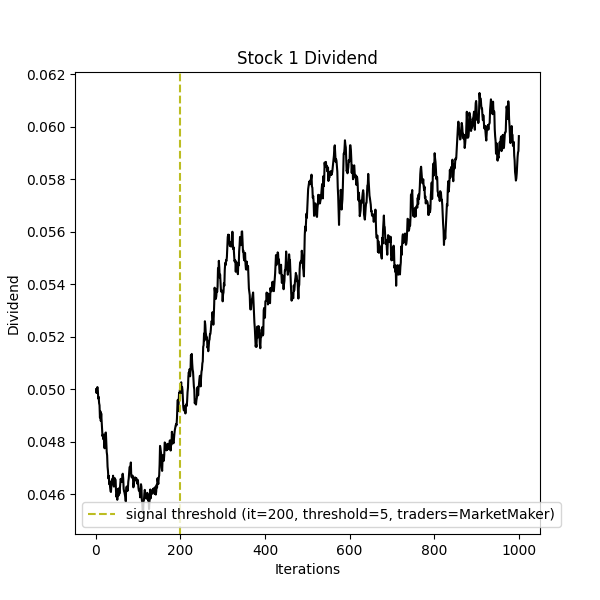 Stock 1 Dividend
0.062
0.060
0.058
0.056
0.054
0.052
0.050
0.048
0.046
Dividend
signal threshold (it=200, threshold=5, traders=MarketMaker)
0 200 400 600 800 1000
Iterations